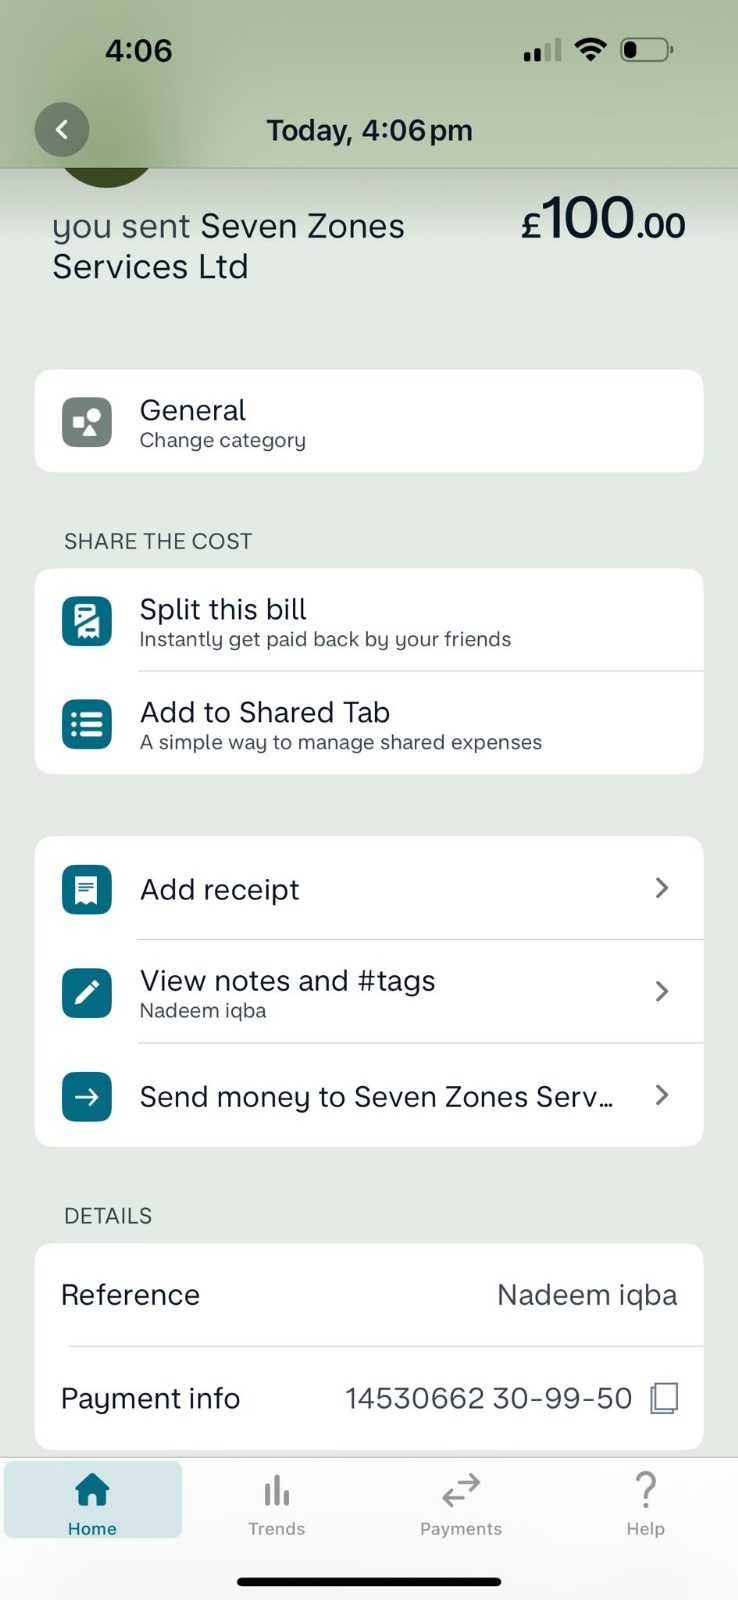 4:06
Today, 4:06pm
you sent Seven Zones
Services Ltd
£100.00
General
Change category
SHARE THE COST
Split this bill
Instantly get paid back by your friends
Add to Shared Tab
A simple way to manage shared expenses
Add receipt
View notes and #tags
Nadeem iqba
Send money to Seven Zones Serv...
DETAILS
Reference
Nadeem iqba
Payment info
14530662 30-99-50
Home
Trends
Payments
Help